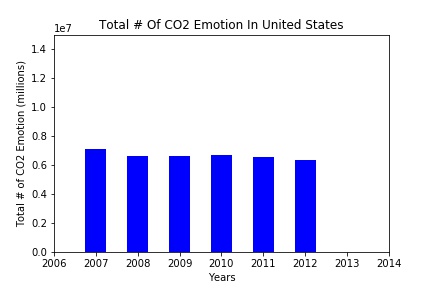 Total # Of CO2 Emotion In United States
1e7
1.4
1.2
1.0
0.8
0.6
0.4
0.2
0.0
Total # of CO2 Emotion (millions)
2006 2007 2008 2009 2010 2011 2012 2013 2014
Years